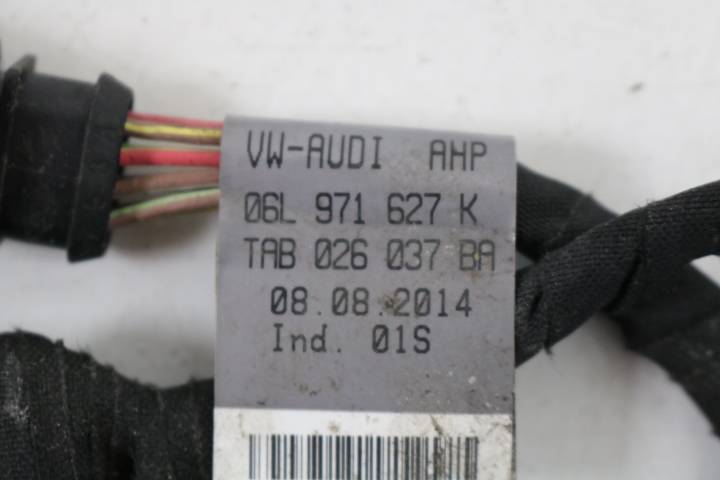 VW-AUDI AHP
06L 971 627 K
TAB 026 037 BA
08.08.2014
Ind. 01S